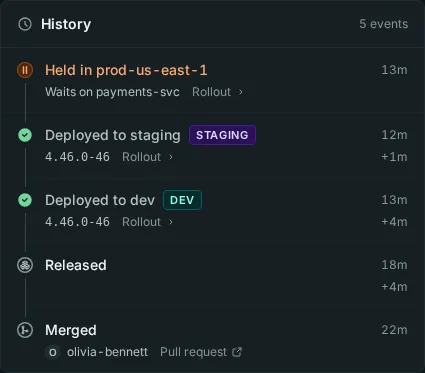 History 5 events
Held in prod-us-east-1 13m
Waits on payments-svc Rollout ›
Deployed to staging STAGING 12m
4.46.0-46 Rollout › +1m
Deployed to dev DEV 13m
4.46.0-46 Rollout › +4m
Released 18m
+4m
Merged 22m
O olivia-bennett Pull request